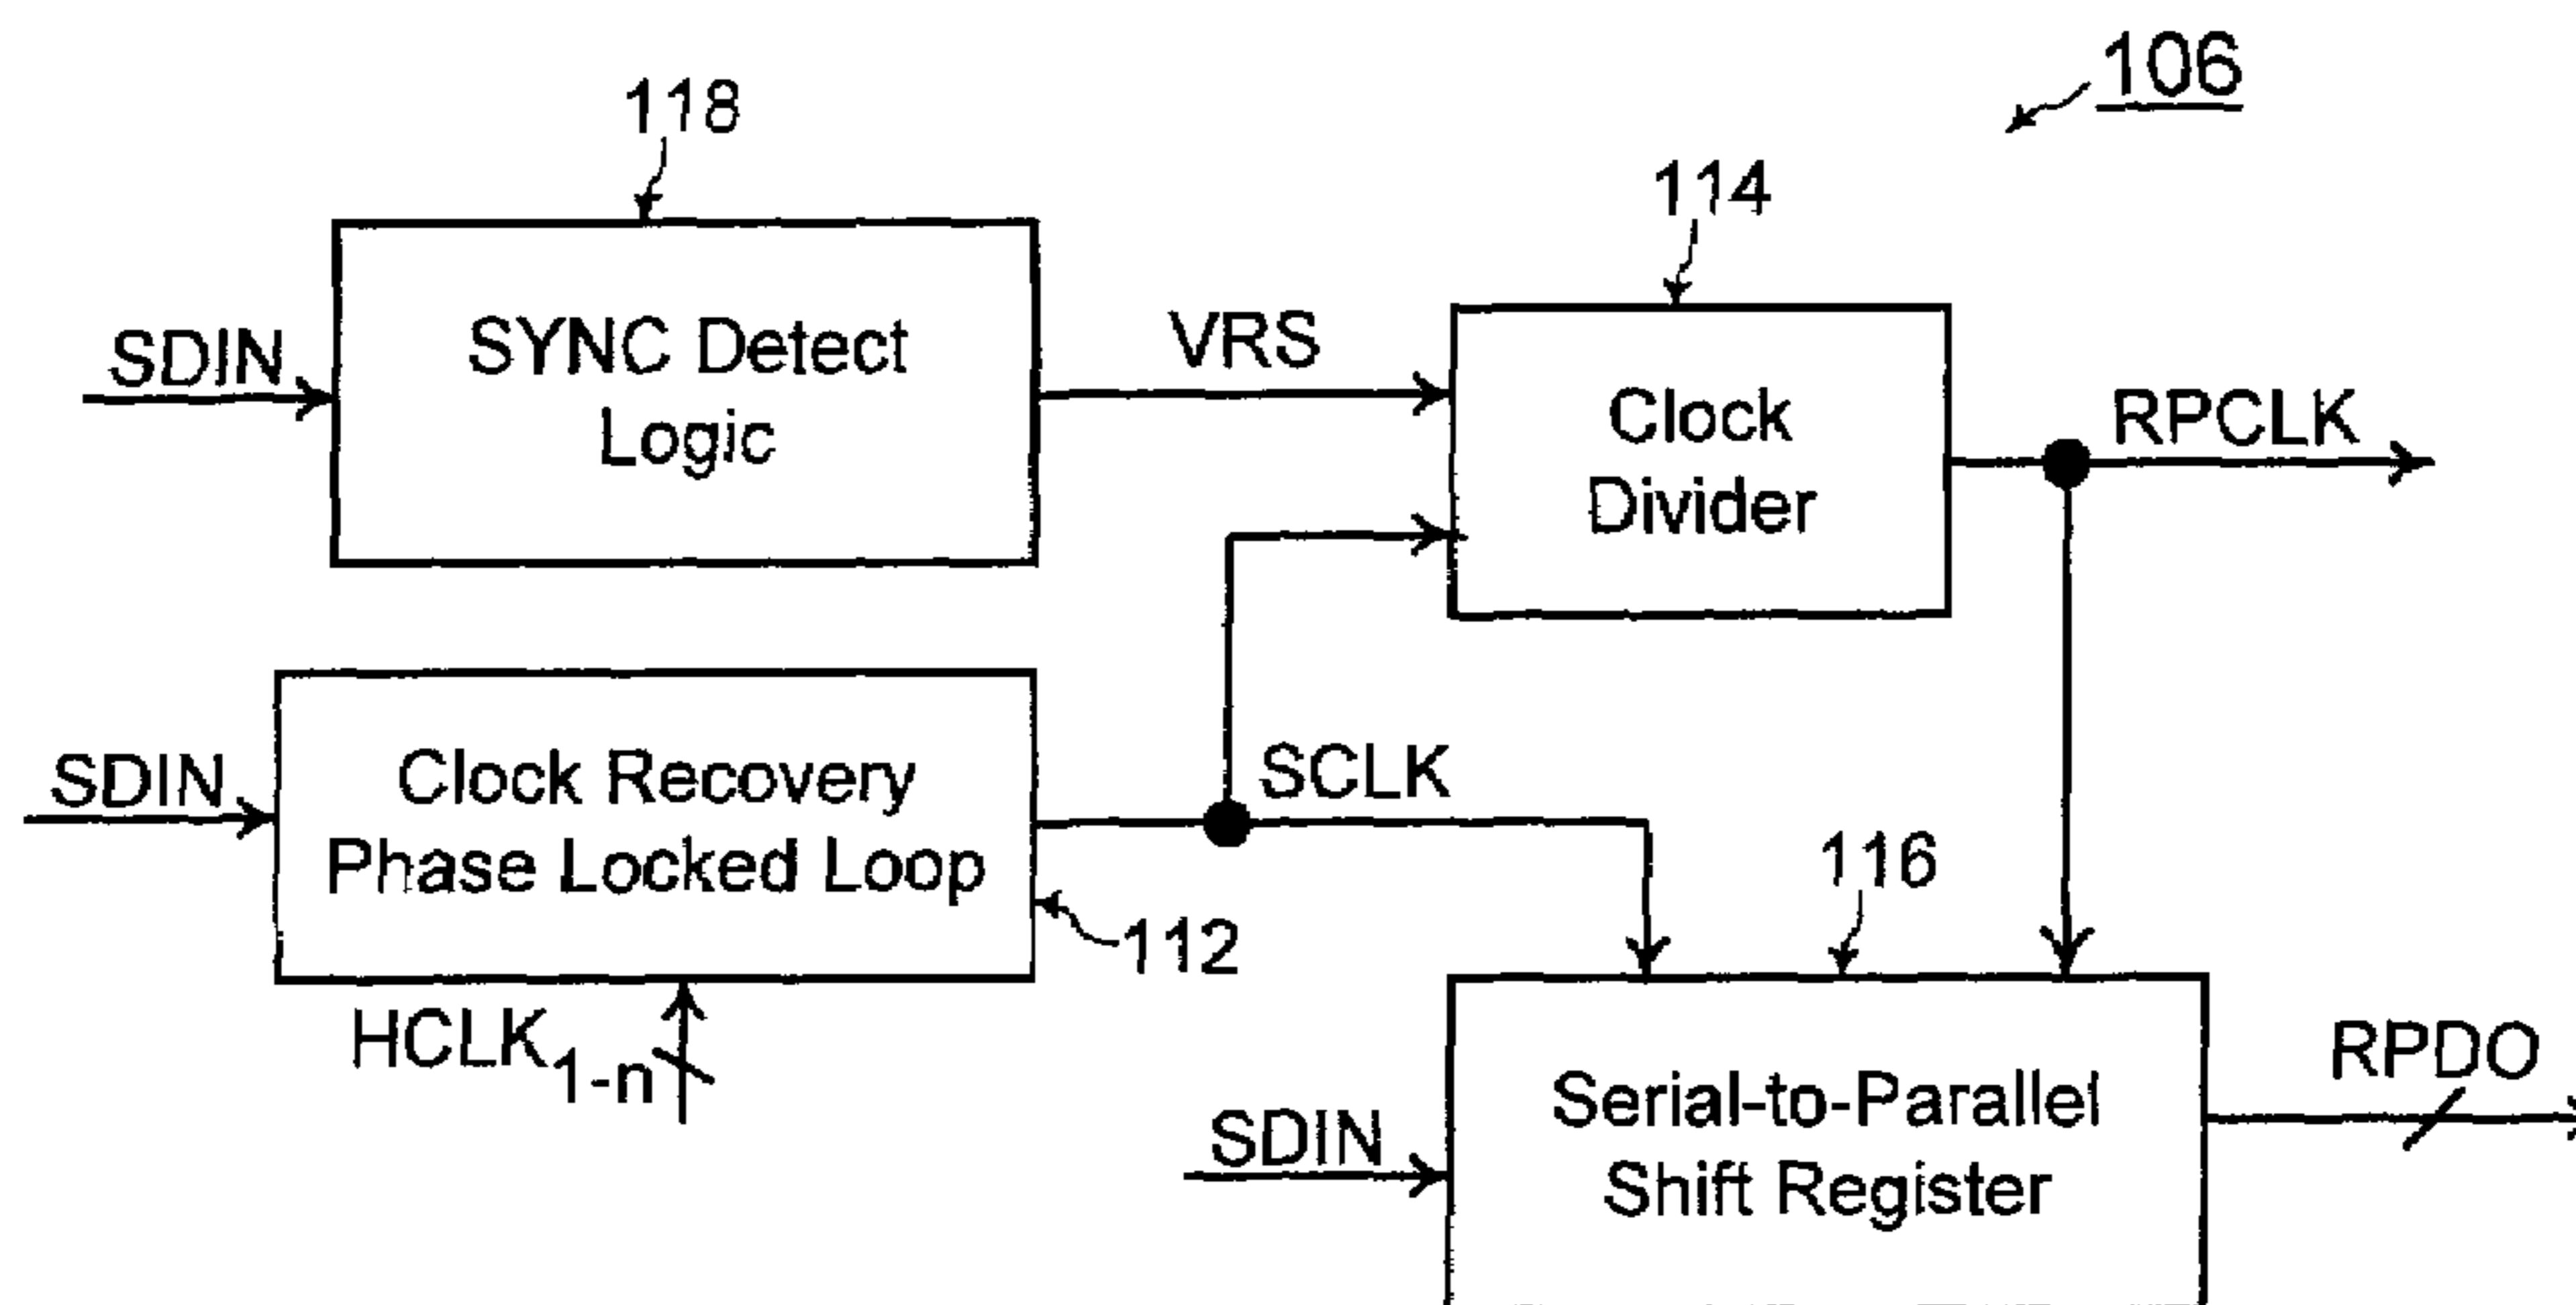 106
118
114
SDIN
SYNC Detect
Logic
VRS
Clock
Divider
RPCLK
SDIN
Clock Recovery
Phase Locked Loop
SCLK
112
116
HCLK1-n
SDIN
Serial-to-Parallel
Shift Register
RPDO